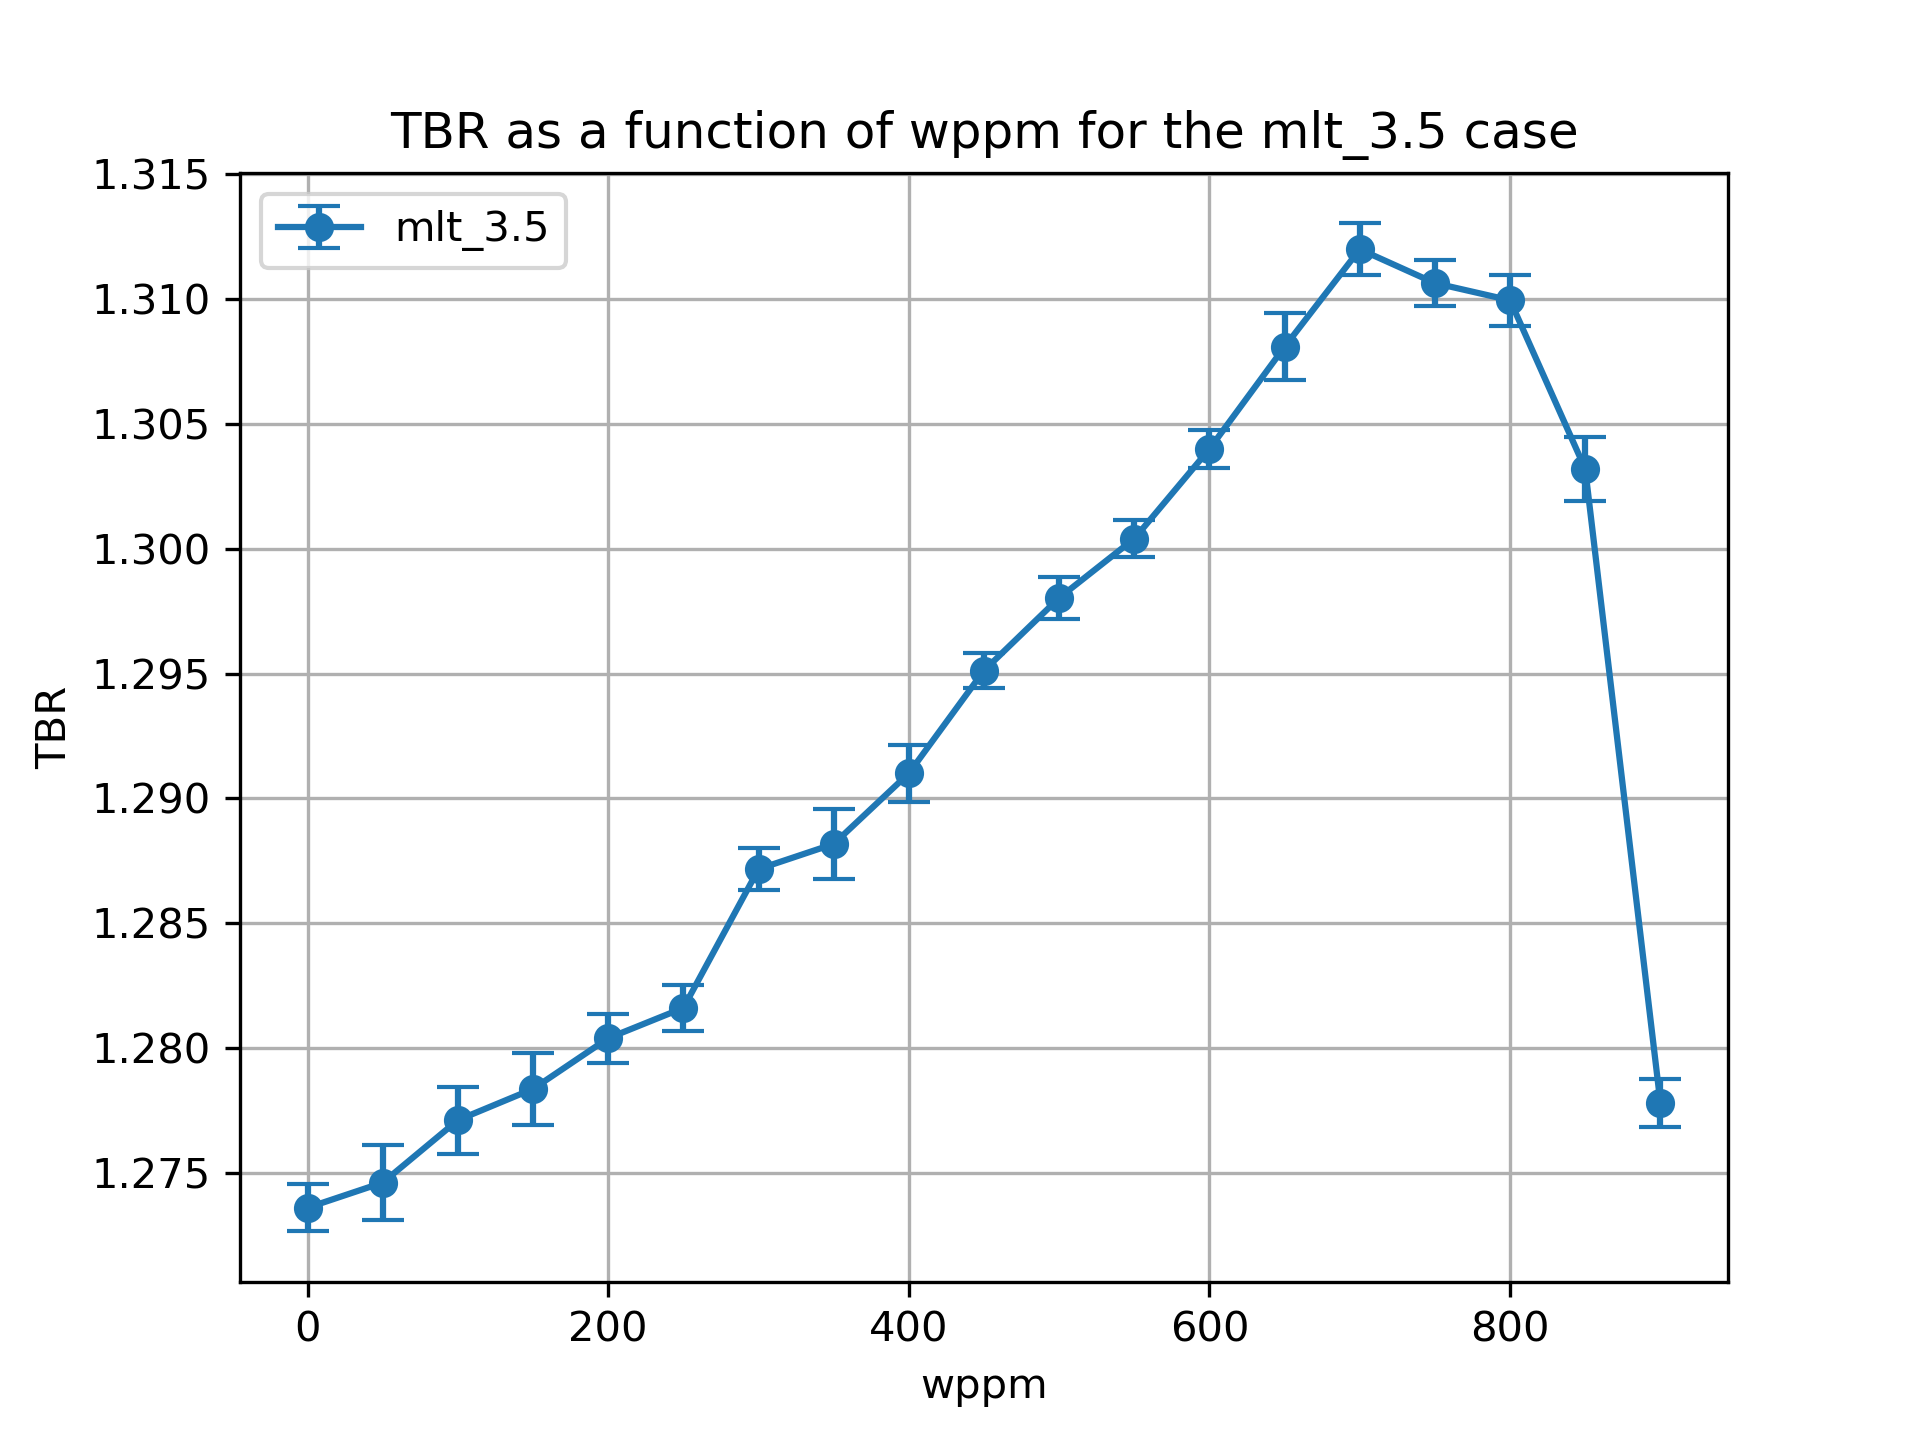 TBR as a function of wppm for the mlt_3.5 case
mlt_3.5
1.315
1.310
1.305
1.300
1.295
1.290
1.285
1.280
1.275
TBR
0 200 400 600 800
wppm